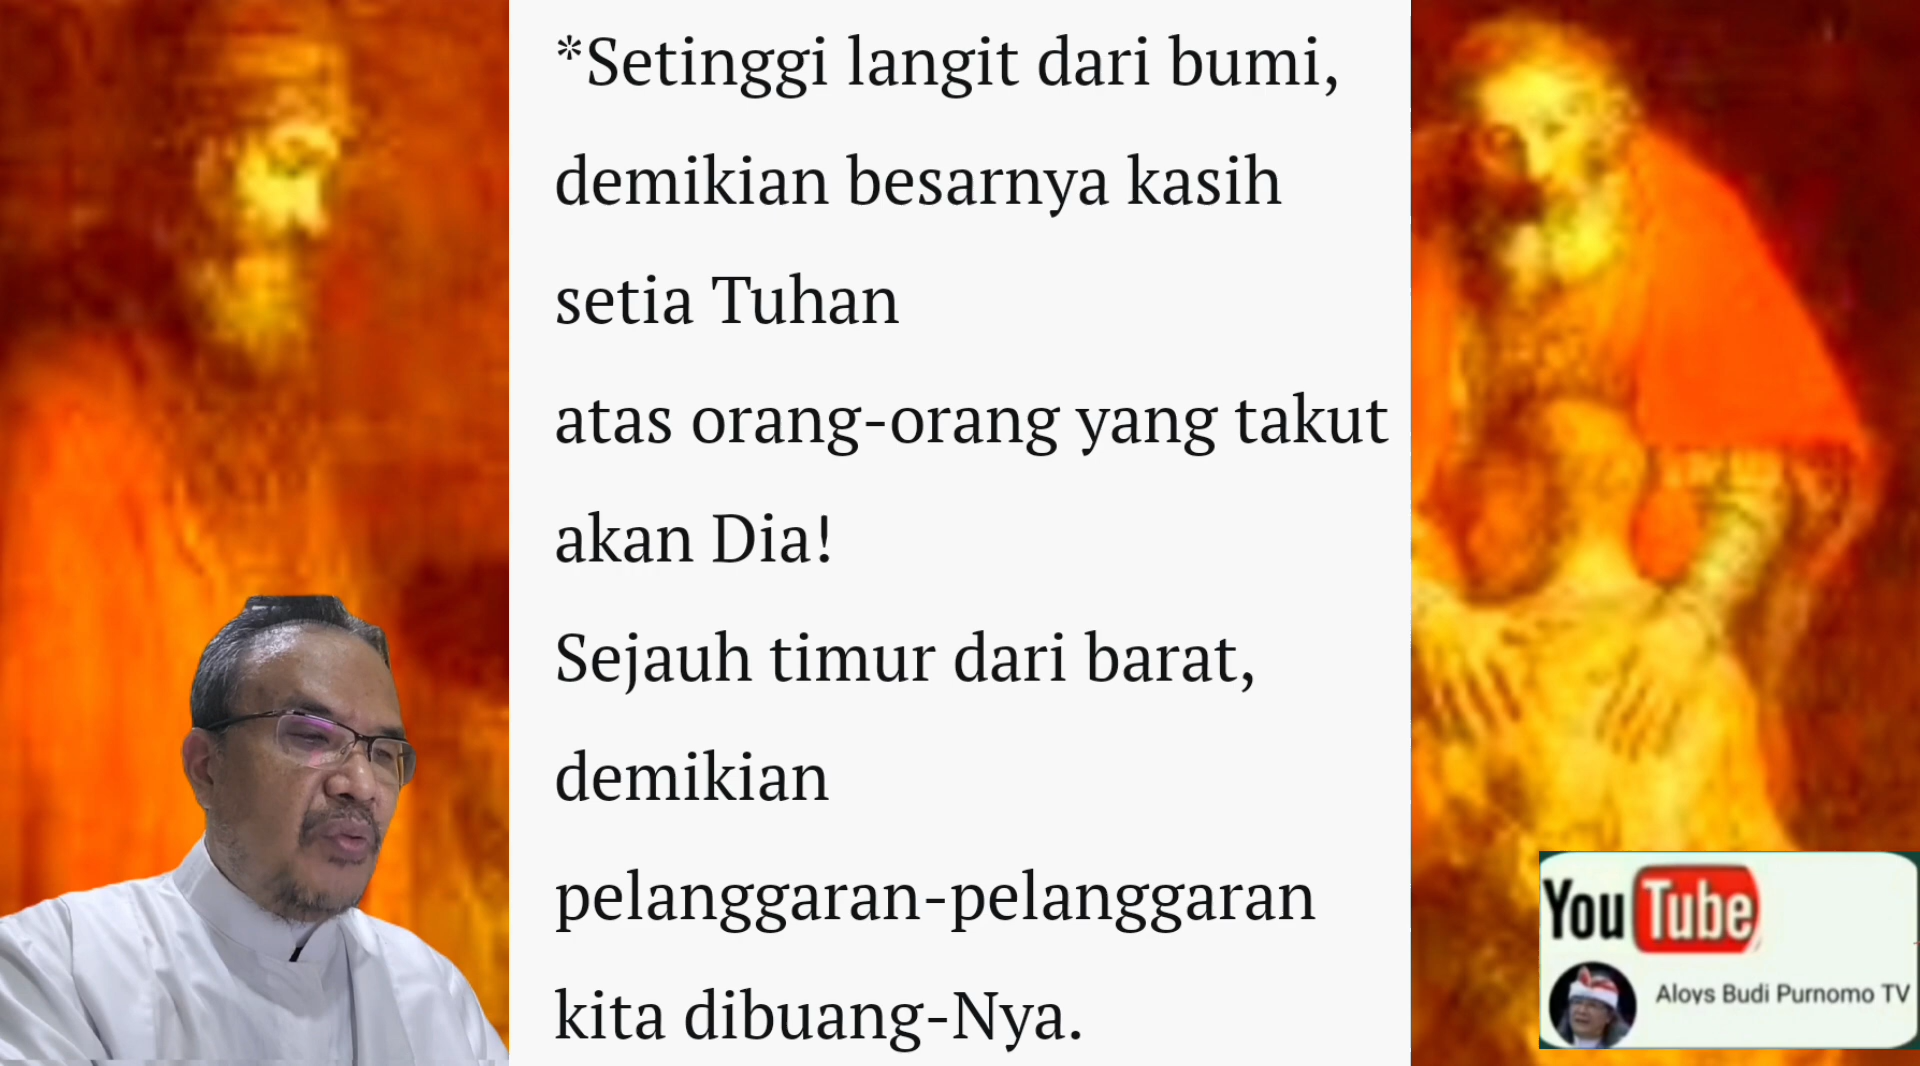 *Setinggi langit dari bumi,
demikian besarnya kasih
setia Tuhan
atas orang-orang yang takut
akan Dia!
Sejauh timur dari barat,
demikian
pelanggaran-pelanggaran
kita dibuang-Nya.
YouTube
Aloys Budi Purnomo TV